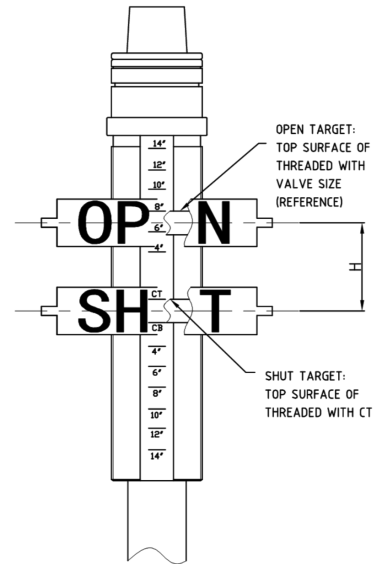 14"
12"
10"
8"
6"
4"
OP N
OPEN TARGET:
TOP SURFACE OF
THREADED WITH
VALVE SIZE
(REFERENCE)
H
CT
SH T
CB
4"
6"
8"
10"
12"
14"
SHUT TARGET:
TOP SURFACE OF
THREADED WITH CT